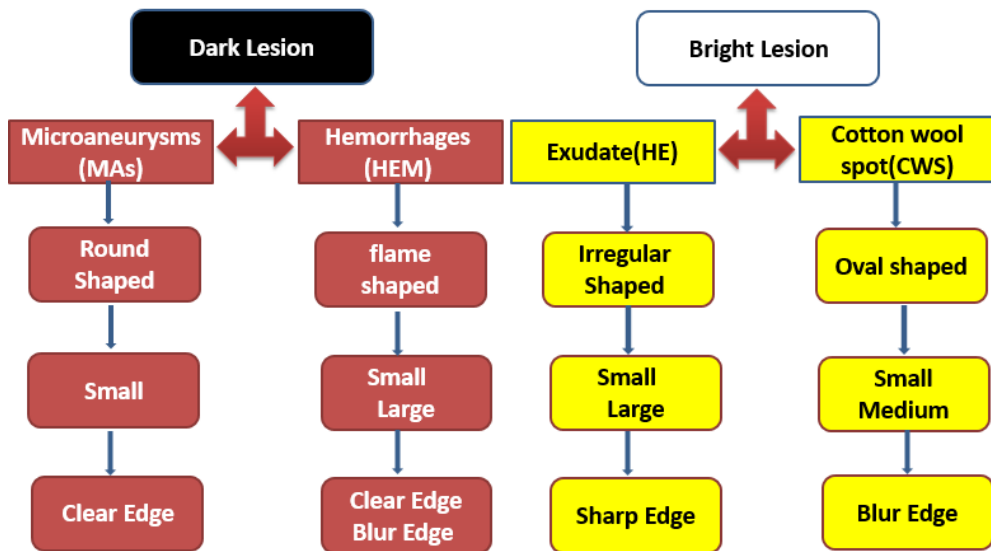 Dark Lesion
Bright Lesion
Microaneurysms
(MAs)
Hemorrhages
(HEM)
Exudate(HE)
Cotton wool
spot(CWS)
Round
Shaped
flame
shaped
Irregular
Shaped
Oval shaped
Small
Small
Large
Small
Large
Small
Medium
Clear Edge
Clear Edge
Blur Edge
Sharp Edge
Blur Edge